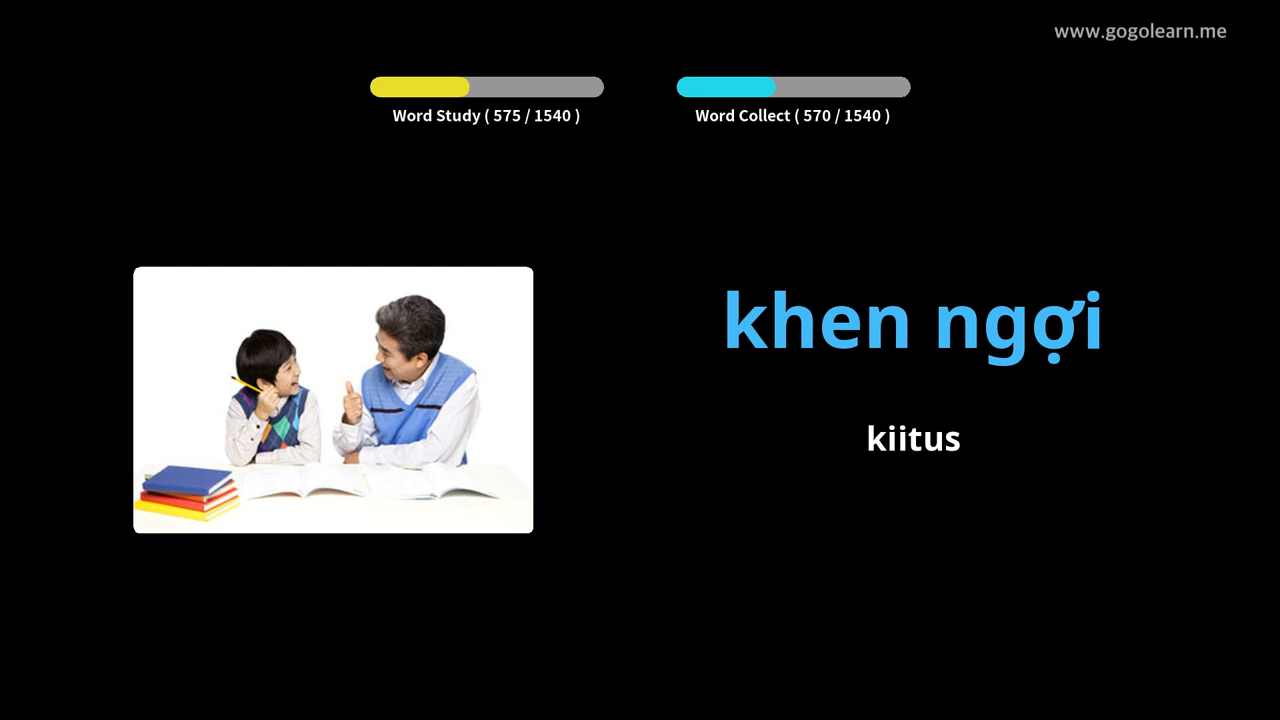 www.gogolearn.me
Word Study ( 575 / 1540 )
Word Collect ( 570 / 1540 )
khen ngợi
kiitus